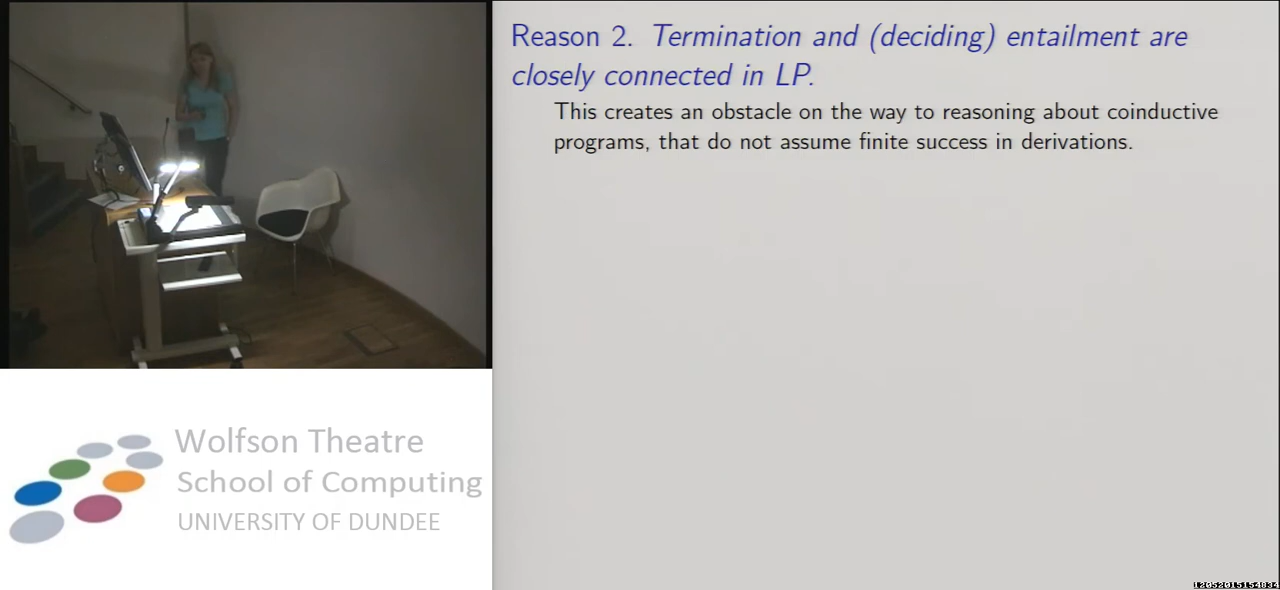 Reason 2. Termination and (deciding) entailment are
closely connected in LP.
This creates an obstacle on the way to reasoning about coinductive
programs, that do not assume finite success in derivations.
Wolfson Theatre
School of Computing
UNIVERSITY OF DUNDEE